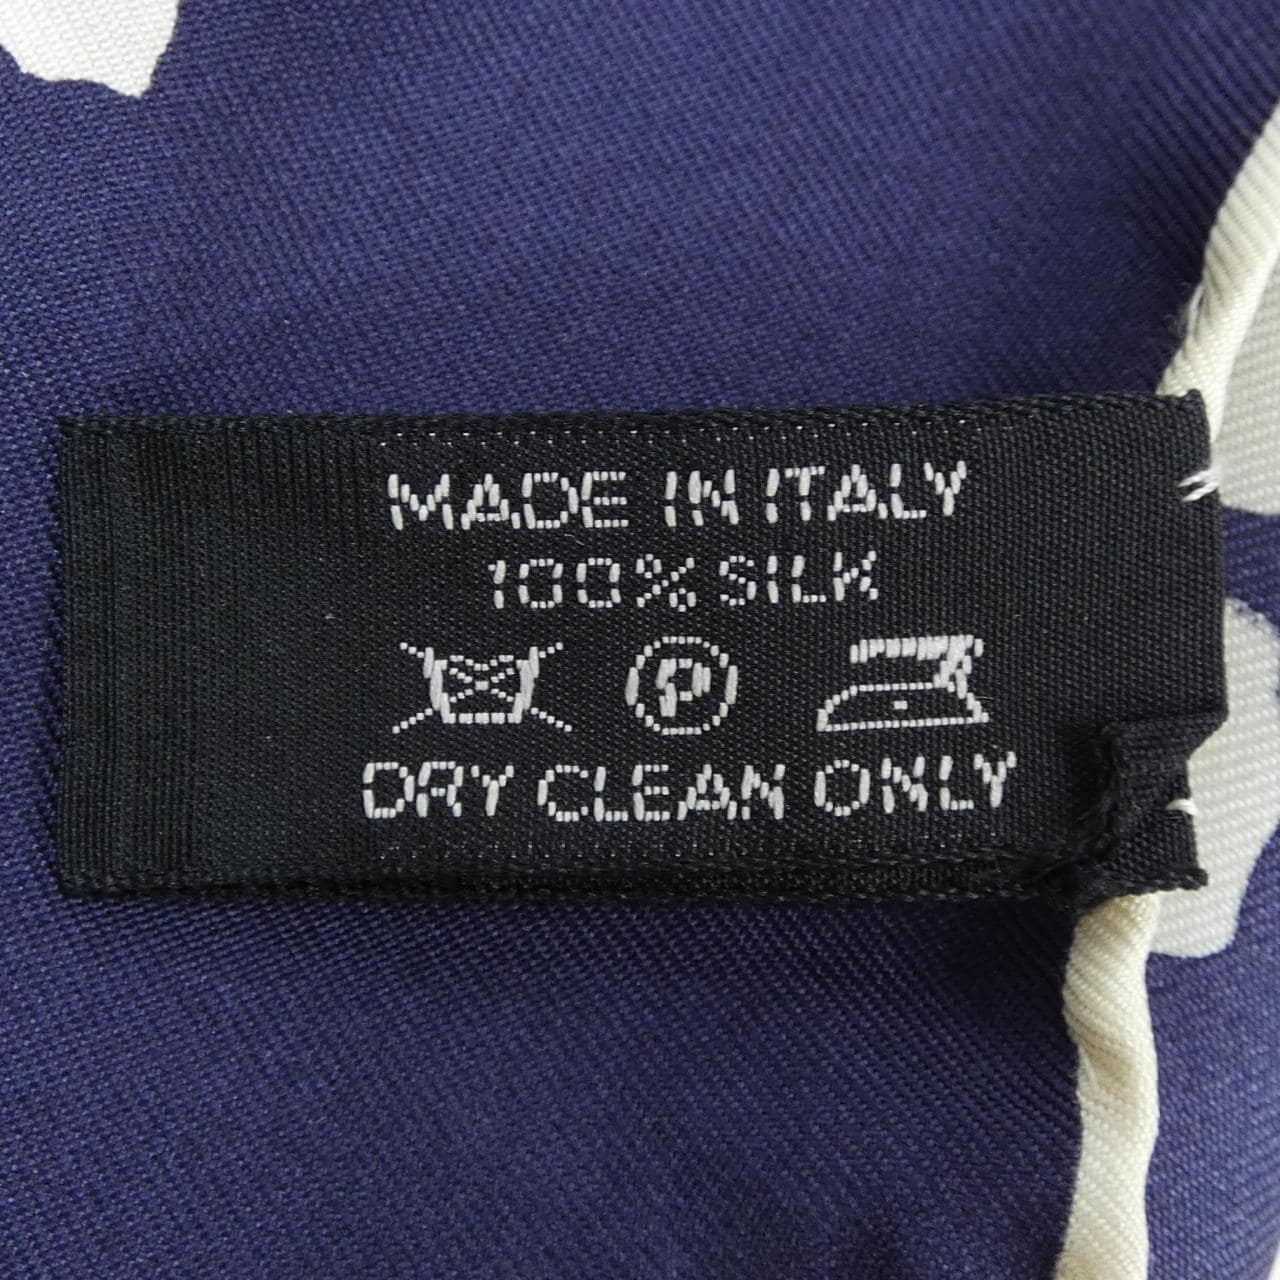 MADE IN ITALY
100% SILK
P
DRY CLEAN ONLY